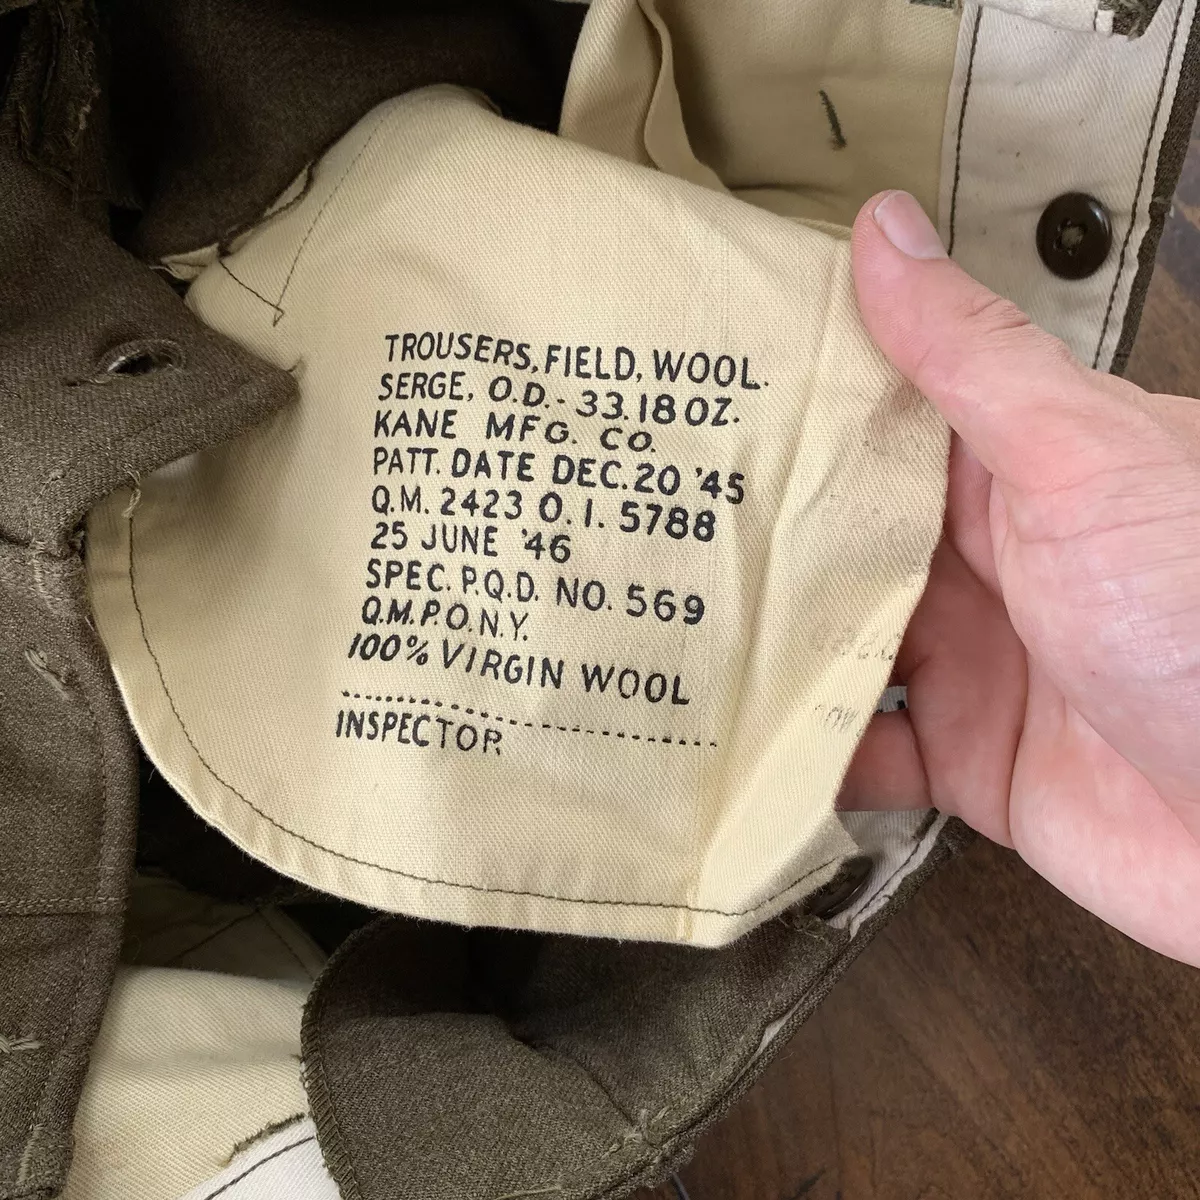 TROUSERS, FIELD, WOOL.
SERGE, O.D.- 33.18 OZ.
KANE MFG. CO.
PATT. DATE DEC. 20 '45
Q.M. 2423 O.I. 5788
25 JUNE '46
SPEC. P.Q.D. NO. 569
Q.M.P.O.N.Y.
100% VIRGIN WOOL
INSPECTOR